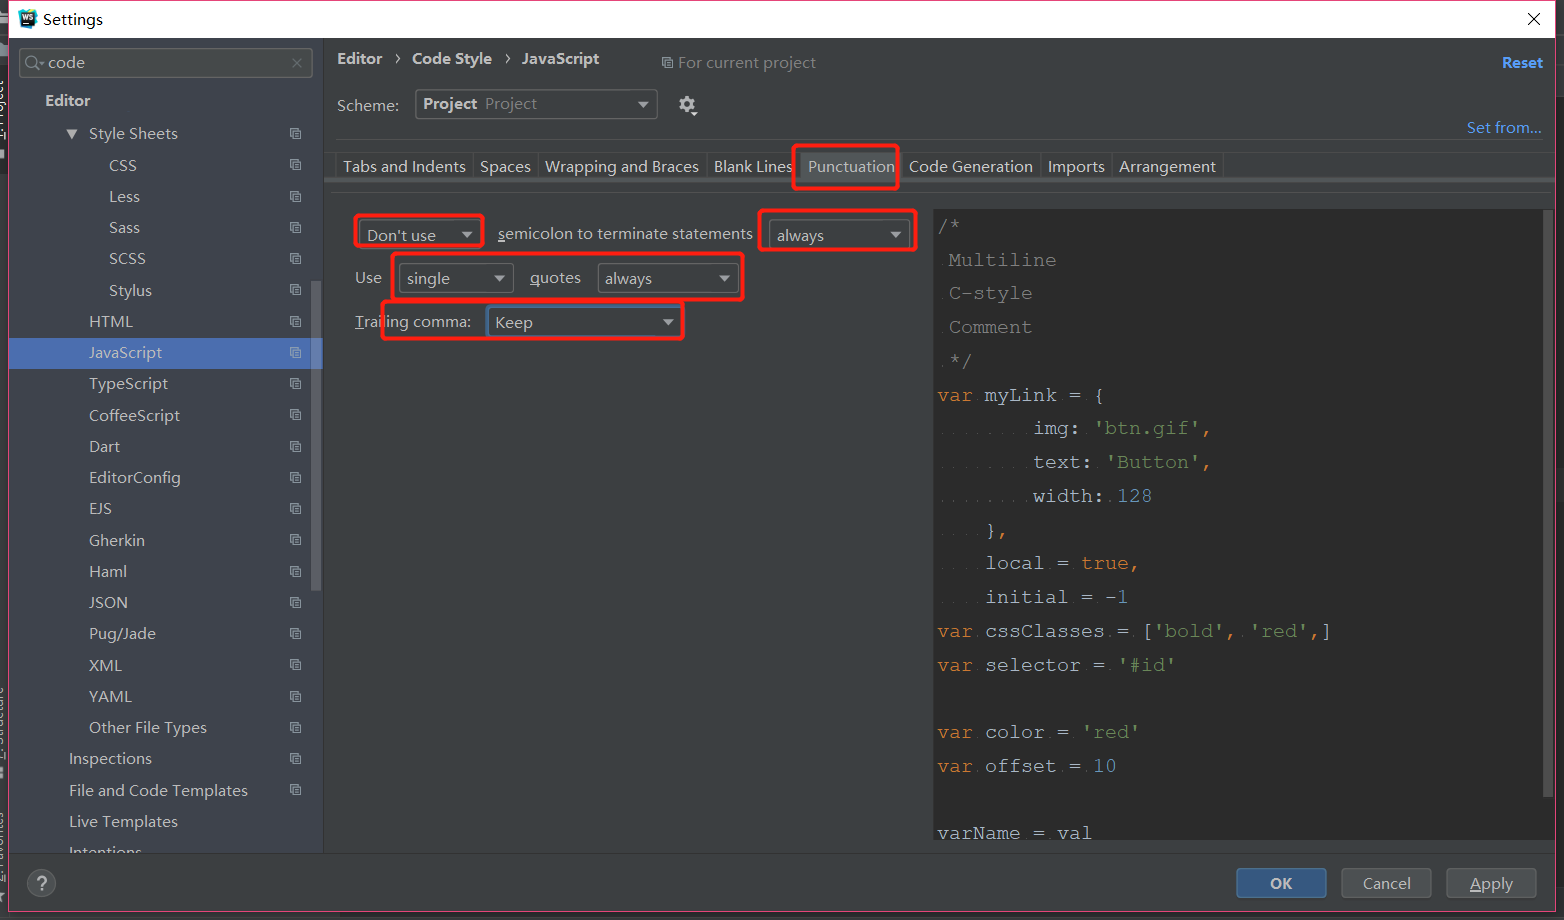 WS Settings
code
Editor
Style Sheets
CSS
Less
Sass
SCSS
Stylus
HTML
JavaScript
TypeScript
CoffeeScript
Dart
EditorConfig
EJS
Gherkin
Haml
JSON
Pug/Jade
XML
YAML
Other File Types
Inspections
File and Code Templates
Live Templates
Intentions
Editor › Code Style › JavaScript For current project Reset
Scheme: Project Project
Set from...
Tabs and Indents Spaces Wrapping and Braces Blank Lines Punctuation Code Generation Imports Arrangement
Don't use semicolon to terminate statements always
Use single quotes always
Trailing comma: Keep
/*
Multiline
C-style
Comment
*/
var myLink = {
img: 'btn.gif',
text: 'Button',
width: 128
},
local = true,
initial = -1
var cssClasses = ['bold', 'red',]
var selector = '#id'
var color = 'red'
var offset = 10
varName = val
? OK Cancel Apply